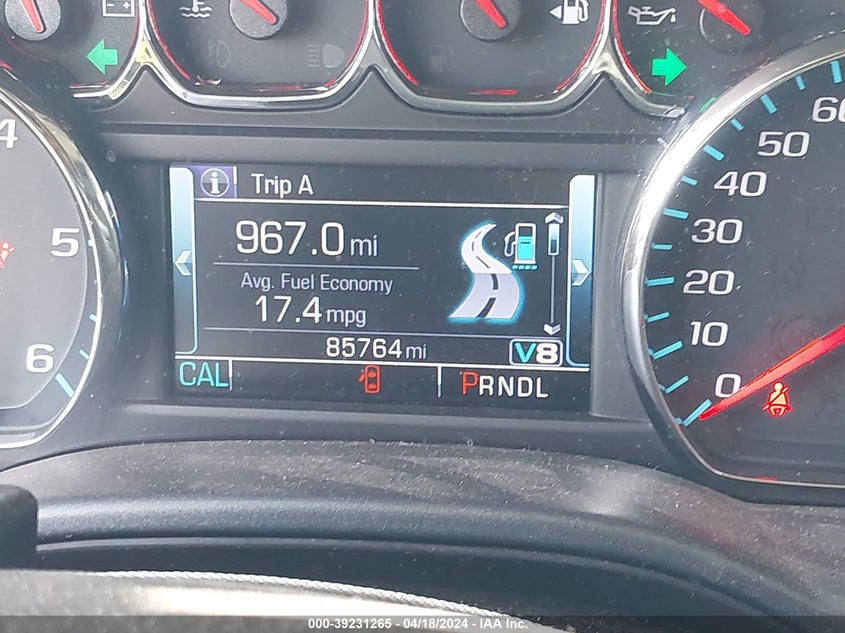 Trip A
967.0 mi
Avg. Fuel Economy
17.4 mpg
85764 mi V8
CAL PRNDL
4
5
6
60
50
40
30
20
10
0
000-39231265 - 04/18/2024 - IAA Inc.